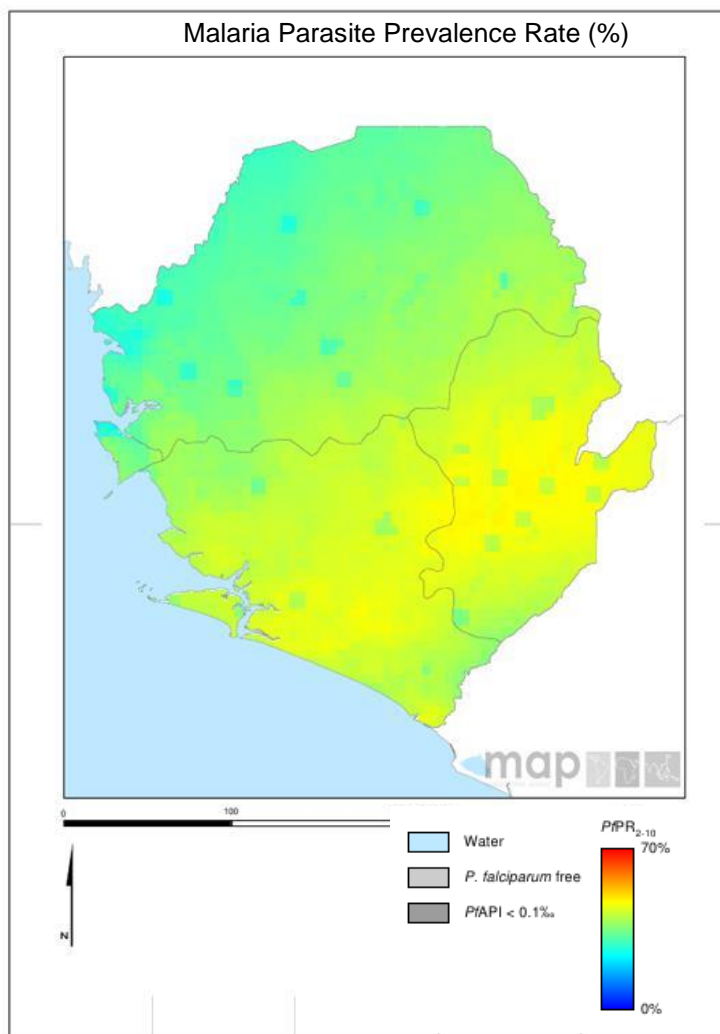 Malaria Parasite Prevalence Rate (%)
map
0 100
Water
P. falciparum free
PfAPI < 0.1‰
PfPR2-10
70%
0%
N